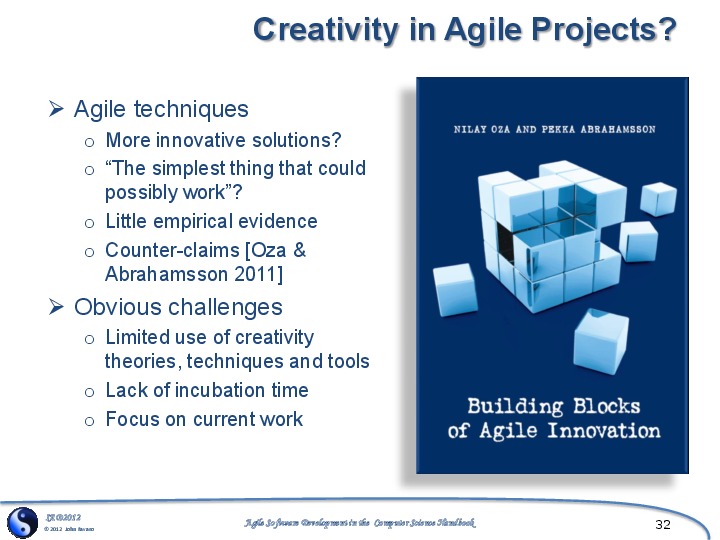 Creativity in Agile Projects?
Agile techniques
More innovative solutions?
“The simplest thing that could
possibly work”?
Little empirical evidence
Counter-claims [Oza &
Abrahamsson 2011]
Obvious challenges
Limited use of creativity
theories, techniques and tools
Lack of incubation time
Focus on current work
NILAY OZA AND PEKKA ABRAHAMSSON
Building Blocks
of Agile Innovation
© 2012 John Favaro
Agile Software Development in the Computer Science Handbook
32